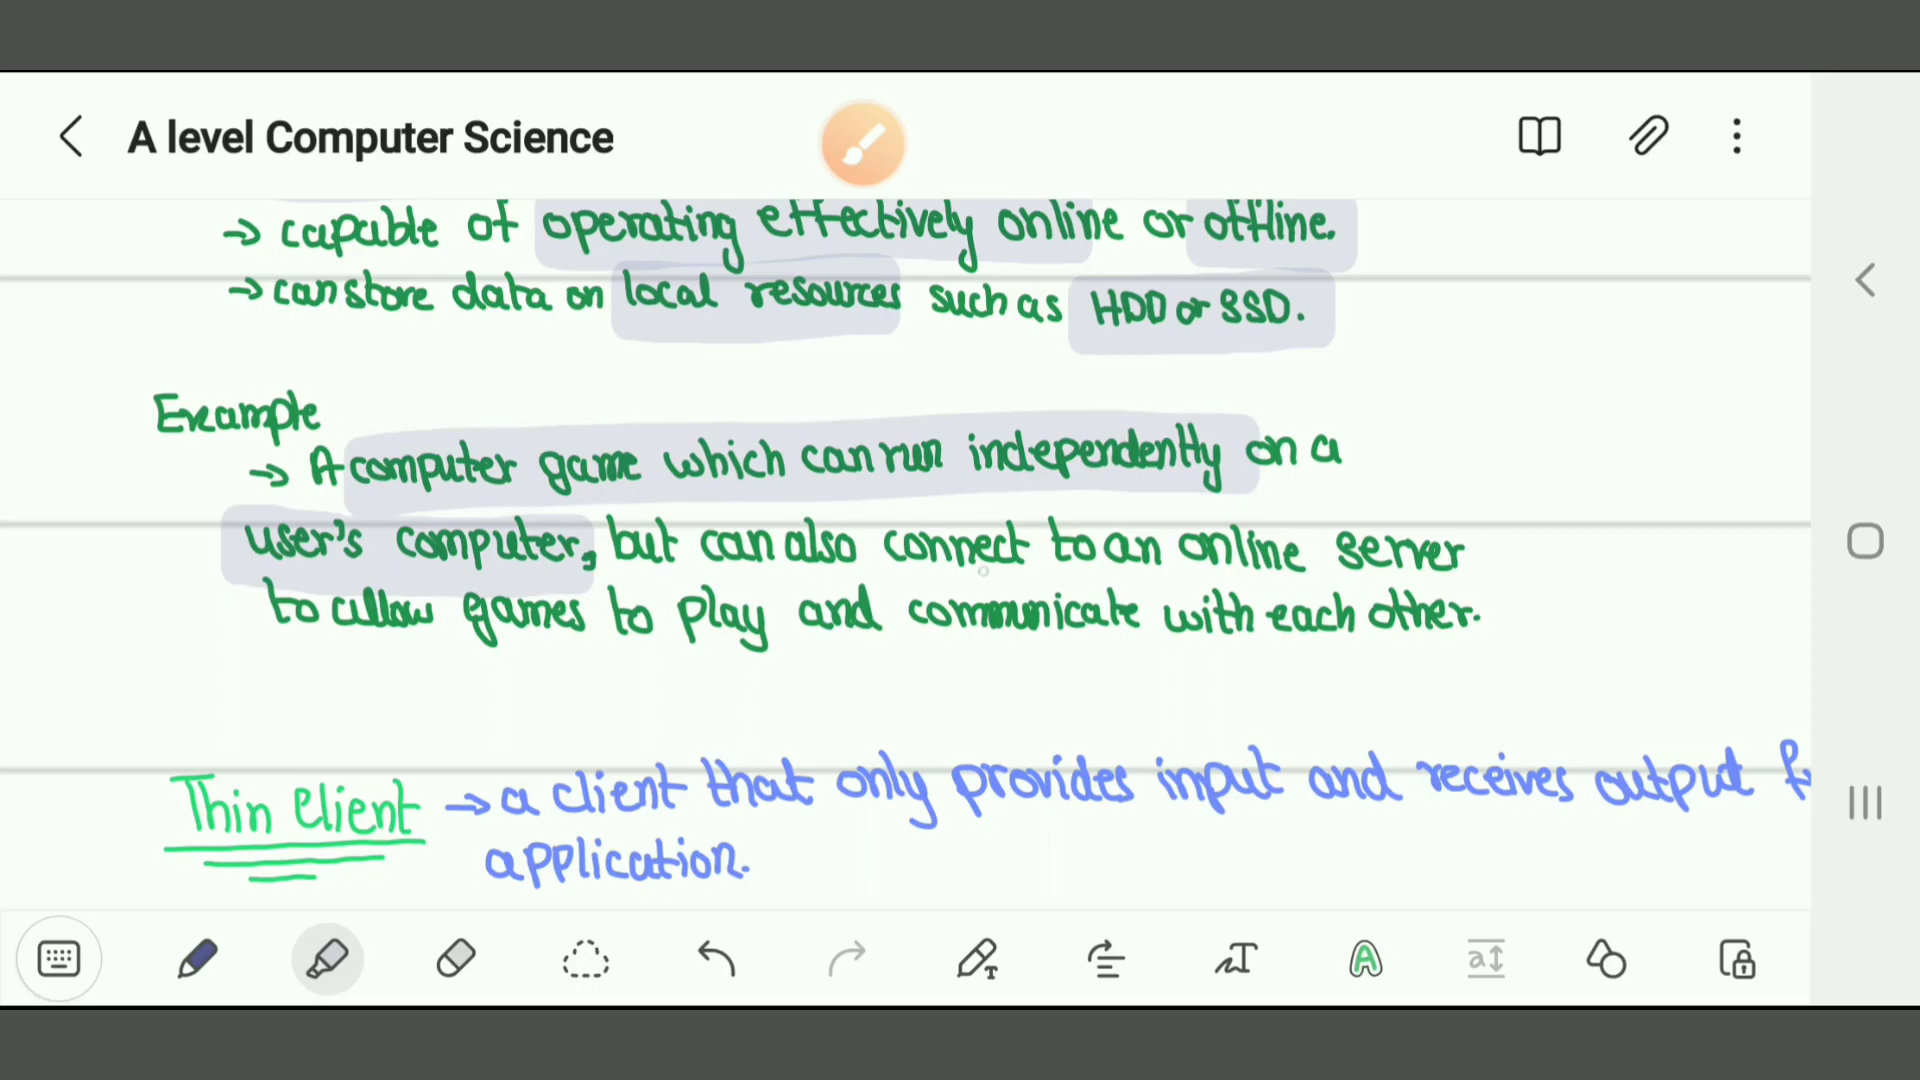 A level Computer Science
→ capable of operating effectively online or offline.
→ can store data on local resources such as HDD or SSD.
Example
→ A computer game which can run independently on a
user's computer, but can also connect to an online server
to allow games to play and communicate with each other.
Thin Client → a client that only provides input and receives output
application.